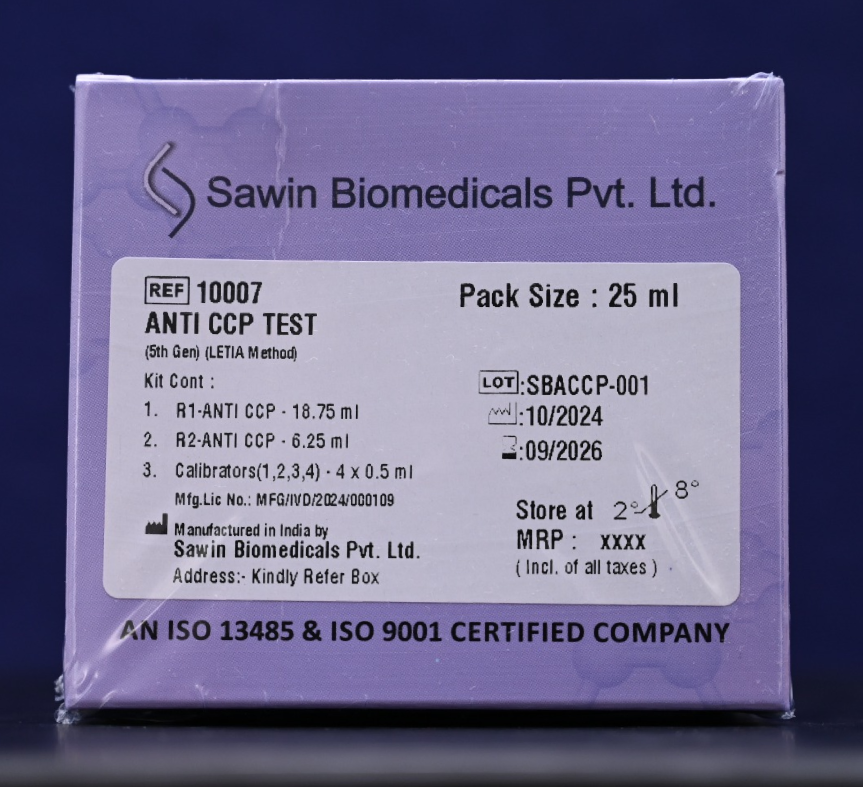 Sawin Biomedicals Pvt. Ltd.
REF 10007
Pack Size : 25 ml
ANTI CCP TEST
(5th Gen) (LETIA Method)
Kit Cont :
1. R1-ANTI CCP - 18.75 ml
2. R2-ANTI CCP - 6.25 ml
3. Calibrators(1,2,3,4) - 4 x 0.5 ml
Mfg.Lic No.: MFG/IVD/2024/000109
Manufactured in India by
Sawin Biomedicals Pvt. Ltd.
Address:- Kindly Refer Box
LOT:SBACCP-001
:10/2024
:09/2026
Store at 2° 8°
MRP : xxxx
( Incl. of all taxes )
AN ISO 13485 & ISO 9001 CERTIFIED COMPANY